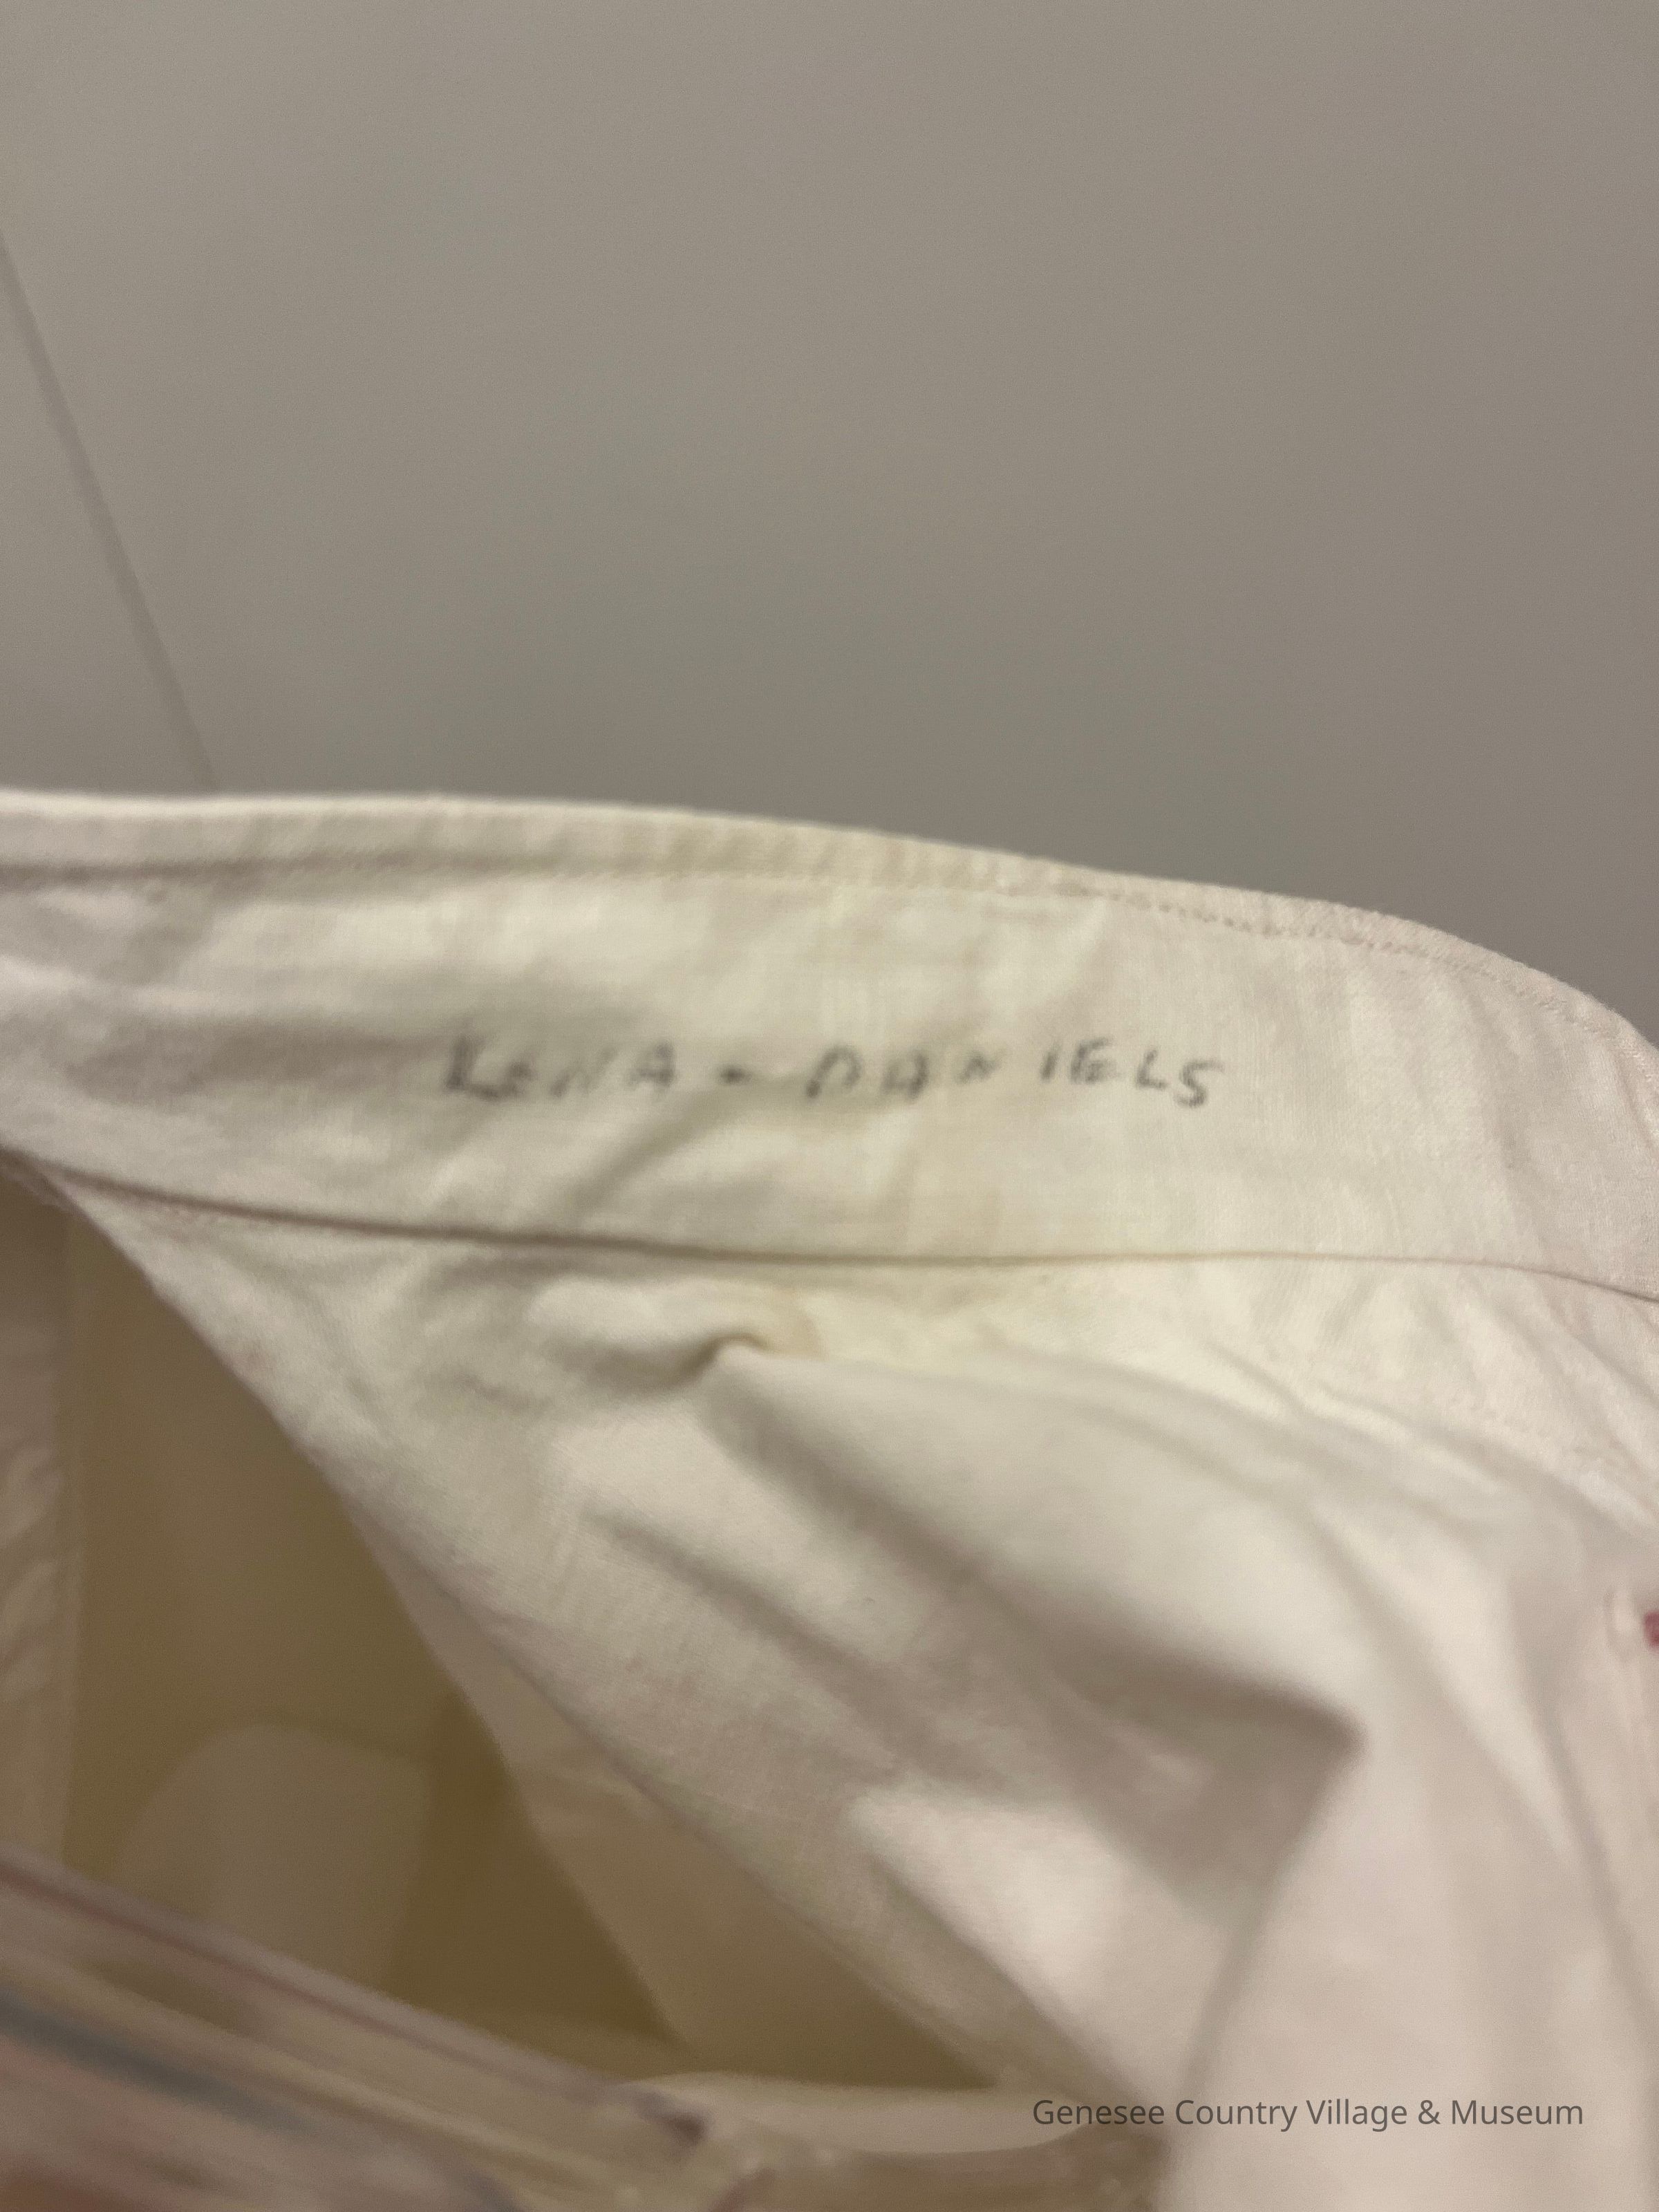 LENA - DANIELS
Genesee Country Village & Museum